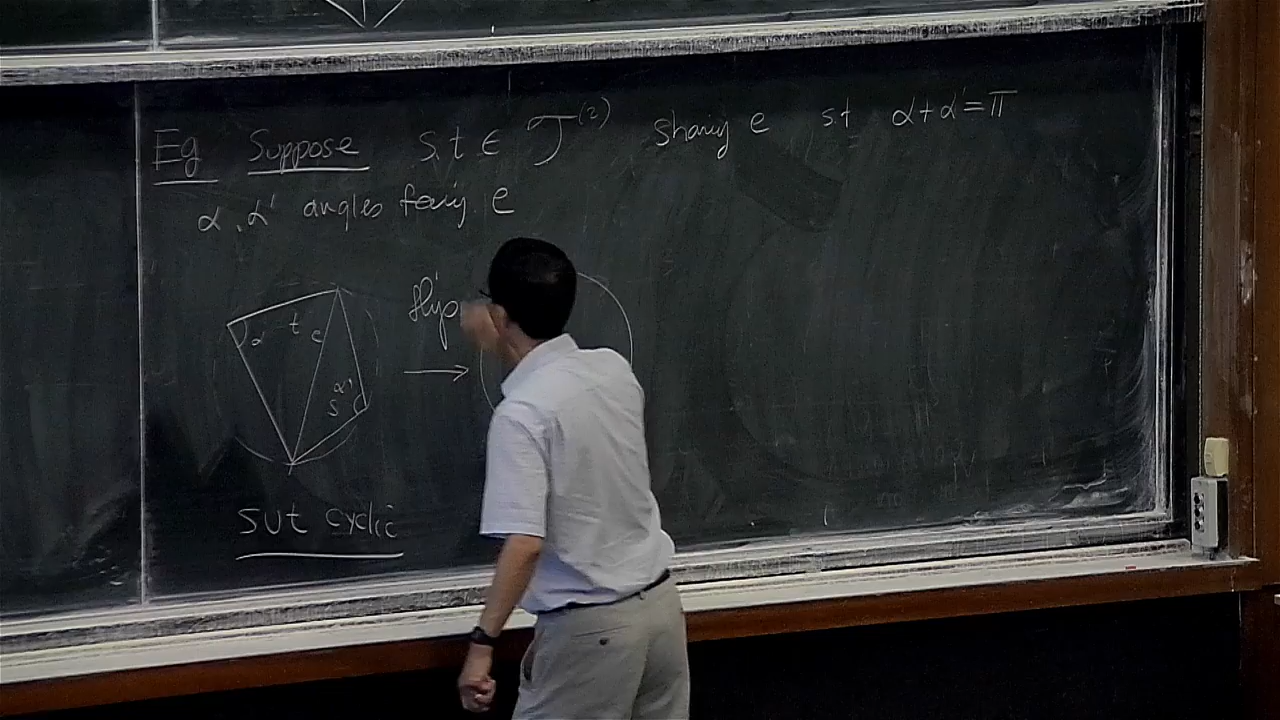 Eg Suppose s,t ∈ 𝒯⁽²⁾ sharing e s.t α+α'=π
α, α' angles facing e
flip
α t e
α'
s
→
s∪t cyclic